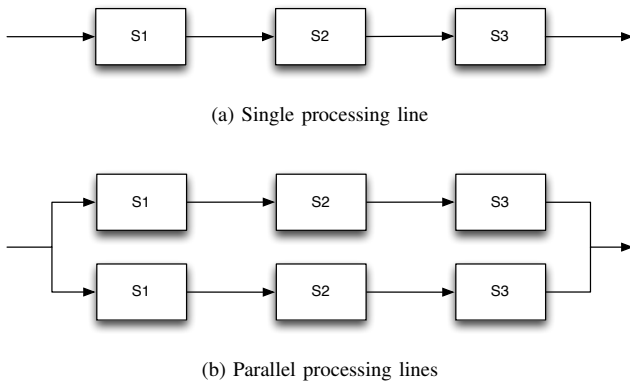 S1 S2 S3
(a) Single processing line
S1 S2 S3
S1 S2 S3
(b) Parallel processing lines